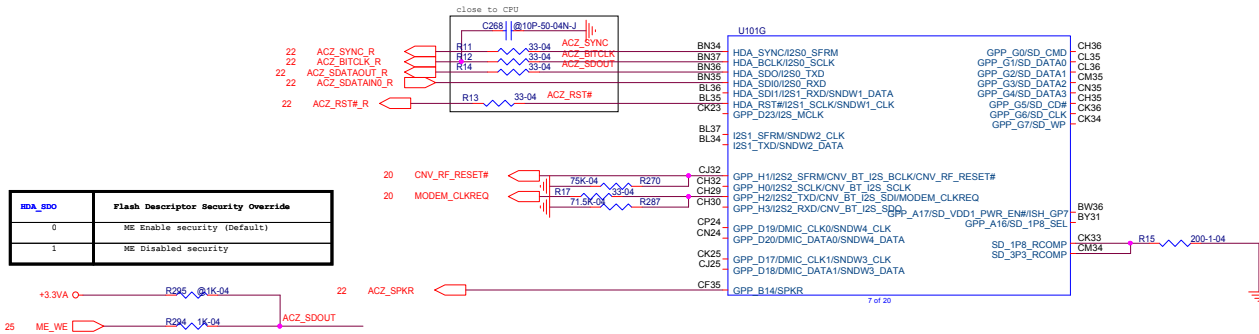 close to CPU
C268 @10P-50-04N-J
U101G
22 ACZ_SYNC_R R11 33-04 ACZ_SYNC BN34 HDA_SYNC/I2S0_SFRM
22 ACZ_BITCLK_R R12 33-04 ACZ_BITCLK BN37 HDA_BCLK/I2S0_SCLK
22 ACZ_SDATAOUT_R R14 33-04 ACZ_SDOUT BN36 HDA_SDO/I2S0_TXD
22 ACZ_SDATAIN0_R BN35 HDA_SDI0/I2S0_RXD
BL36 HDA_SDI1/I2S1_RXD/SNDW1_DATA
22 ACZ_RST#_R R13 33-04 ACZ_RST# BL35 HDA_RST#/I2S1_SCLK/SNDW1_CLK
CK23 GPP_D23/I2S_MCLK
BL37 I2S1_SFRM/SNDW2_CLK
BL34 I2S1_TXD/SNDW2_DATA
GPP_G0/SD_CMD CH36
GPP_G1/SD_DATA0 CL35
GPP_G2/SD_DATA1 CL36
GPP_G3/SD_DATA2 CM35
GPP_G4/SD_DATA3 CN35
GPP_G5/SD_CD# CH35
GPP_G6/SD_CLK CK36
GPP_G7/SD_WP CK34
20 CNV_RF_RESET# CJ32 GPP_H1/I2S2_SFRM/CNV_BT_I2S_BCLK/CNV_RF_RESET#
75K-04 R270 CH32 GPP_H0/I2S2_SCLK/CNV_BT_I2S_SCLK
20 MODEM_CLKREQ R17 33-04 CH29 GPP_H2/I2S2_TXD/CNV_BT_I2S_SDI/MODEM_CLKREQ
71.5K-04 R287 CH30 GPP_H3/I2S2_RXD/CNV_BT_I2S_SDO
GPP_A17/SD_VDD1_PWR_EN#/ISH_GP7 BW36
GPP_A16/SD_1P8_SEL BY31
CP24 GPP_D19/DMIC_CLK0/SNDW4_CLK
CN24 GPP_D20/DMIC_DATA0/SNDW4_DATA
CK25 GPP_D17/DMIC_CLK1/SNDW3_CLK
CJ25 GPP_D18/DMIC_DATA1/SNDW3_DATA
SD_1P8_RCOMP CK33 R15 200-1-04
SD_3P3_RCOMP CM34
22 ACZ_SPKR CF35 GPP_B14/SPKR
7 of 20
HDA_SDO Flash Descriptor Security Override
0 ME Enable security (Default)
1 ME Disabled security
+3.3VA R295 @1K-04
25 ME_WE R294 1K-04 ACZ_SDOUT